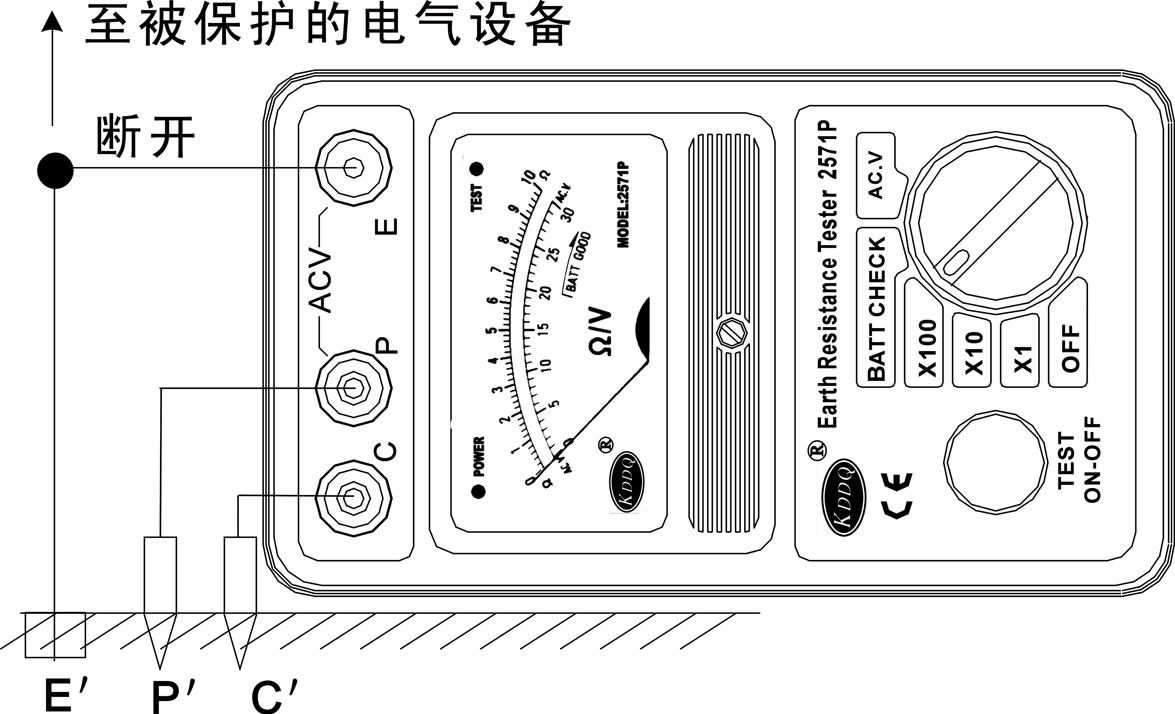 至被保护的电气设备
断开
E
ACV
P
C
TEST
POWER
10 Ω
9
8
7
6
5
4
3
2
1
0
Ω
AC.V
30
25
20
15
10
5
0
AC.V
BATT GOOD
MODEL:2571P
Ω/V
KDDQ
®
Earth Resistance Tester 2571P
®
KDDQ
CE
AC.V
BATT CHECK
X100
X10
X1
OFF
TEST
ON-OFF
E′
P′
C′